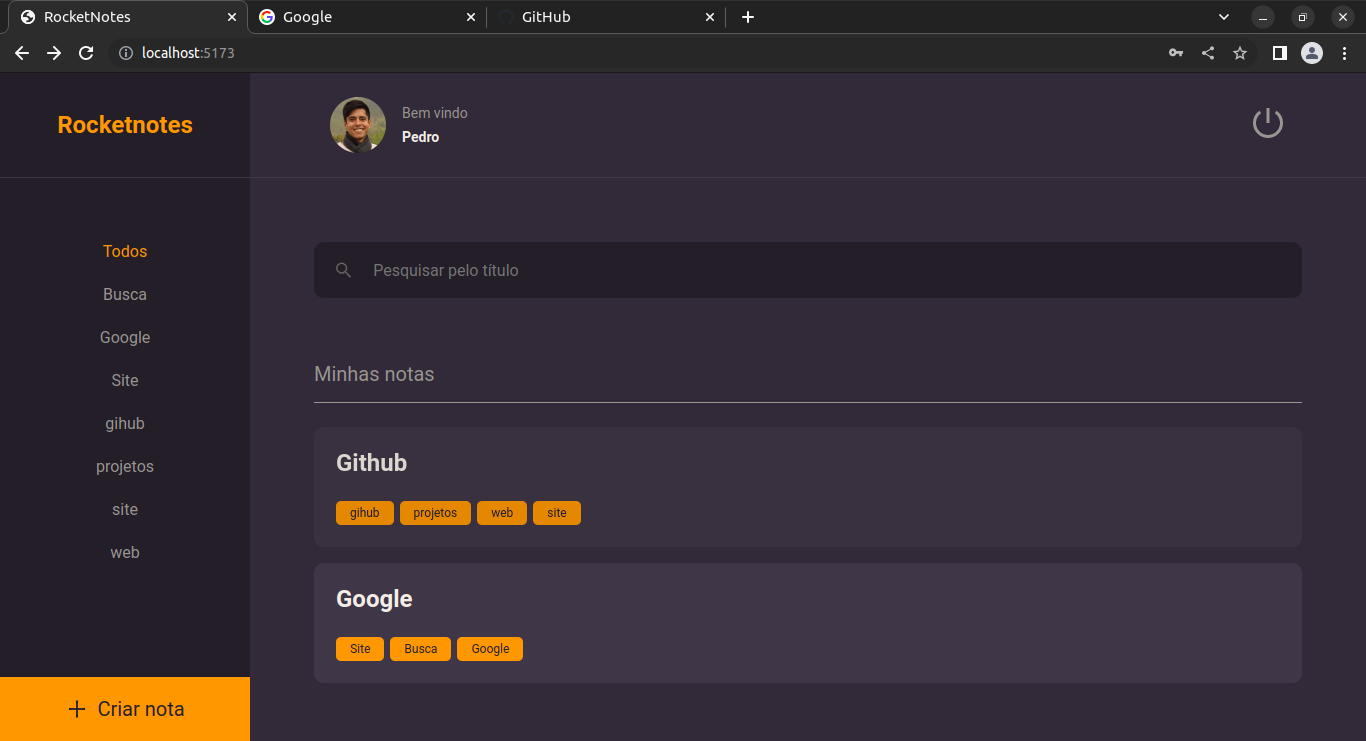 RocketNotes
Google
GitHub
localhost:5173
Rocketnotes
Bem vindo
Pedro
Todos
Busca
Google
Site
gihub
projetos
site
web
Criar nota
Pesquisar pelo título
Minhas notas
Github
gihub projetos web site
Google
Site Busca Google